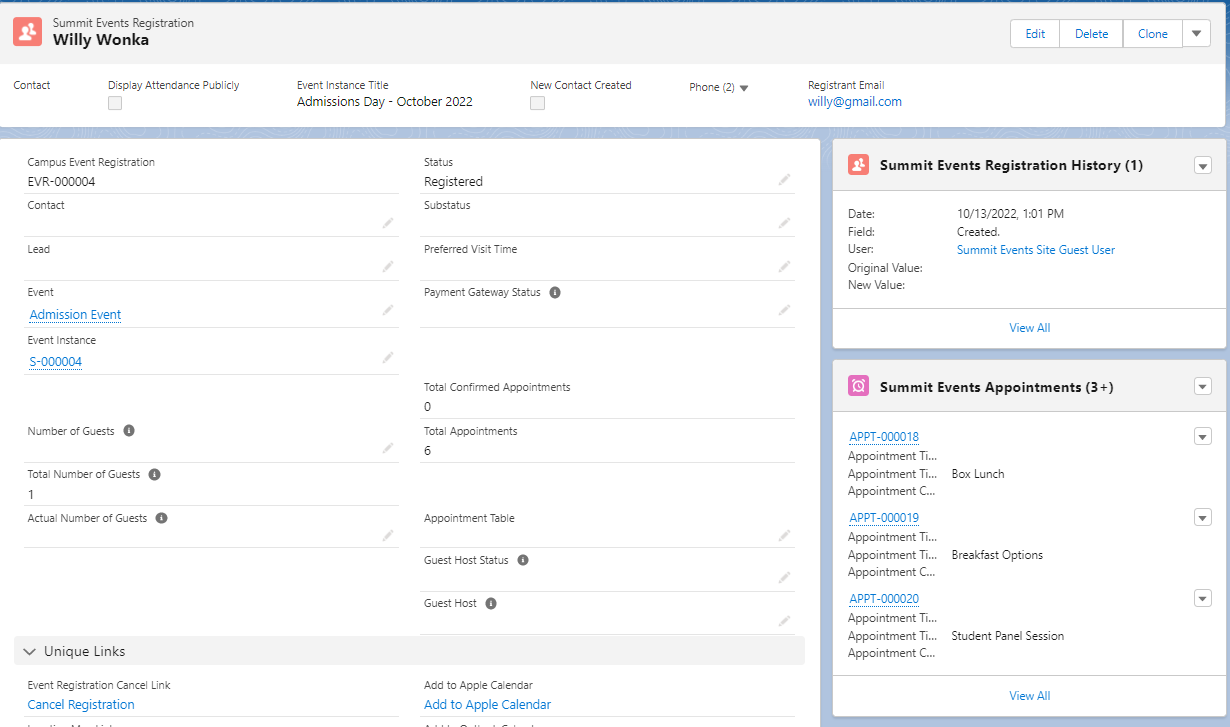 Summit Events Registration
Willy Wonka
Edit
Delete
Clone
Contact
Display Attendance Publicly
Event Instance Title
Admissions Day - October 2022
New Contact Created
Phone (2)
Registrant Email
willy@gmail.com
Campus Event Registration
EVR-000004
Contact
Lead
Event
Admission Event
Event Instance
S-000004
Number of Guests
Total Number of Guests
1
Actual Number of Guests
Status
Registered
Substatus
Preferred Visit Time
Payment Gateway Status
Total Confirmed Appointments
0
Total Appointments
6
Appointment Table
Guest Host Status
Guest Host
Unique Links
Event Registration Cancel Link
Cancel Registration
Add to Apple Calendar
Add to Apple Calendar
Summit Events Registration History (1)
Date: 10/13/2022, 1:01 PM
Field: Created.
User: Summit Events Site Guest User
Original Value:
New Value:
View All
Summit Events Appointments (3+)
APPT-000018
Appointment Ti...
Appointment Ti... Box Lunch
Appointment C...
APPT-000019
Appointment Ti...
Appointment Ti... Breakfast Options
Appointment C...
APPT-000020
Appointment Ti...
Appointment Ti... Student Panel Session
Appointment C...
View All